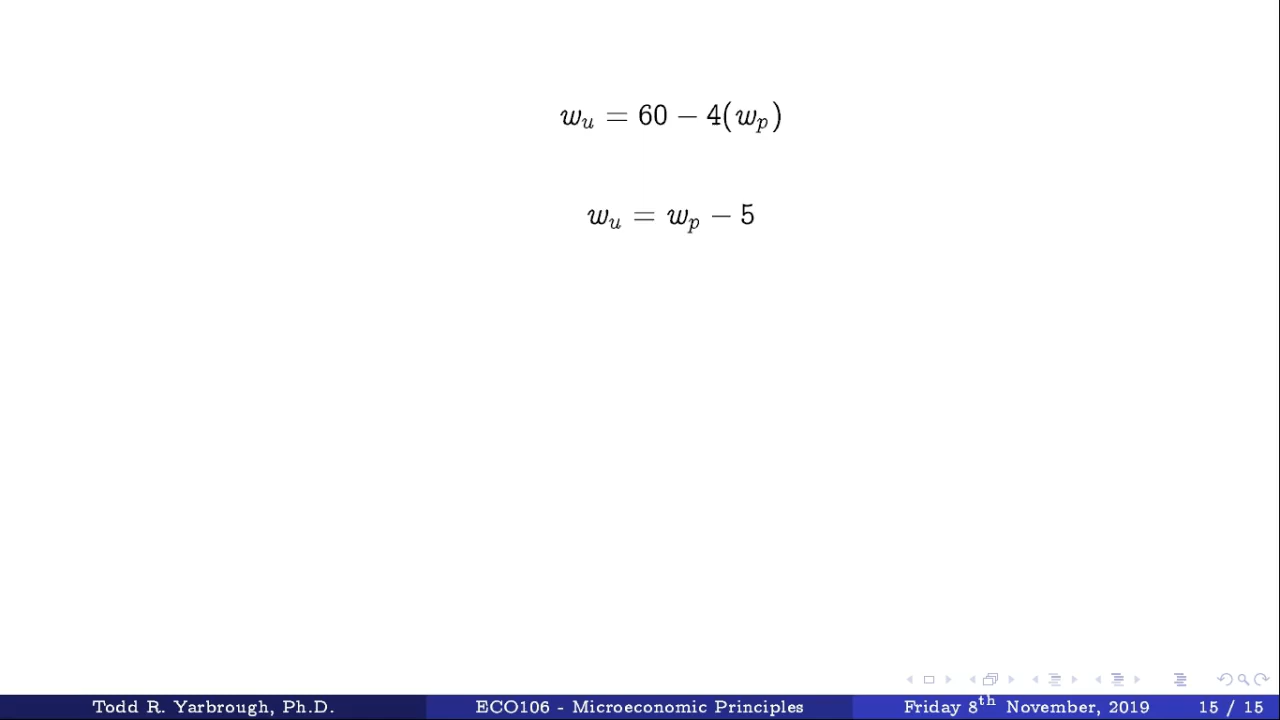 w_u = 60 − 4(w_p)
w_u = w_p − 5
Todd R. Yarbrough, Ph.D. ECO106 - Microeconomic Principles Friday 8th November, 2019 15 / 15